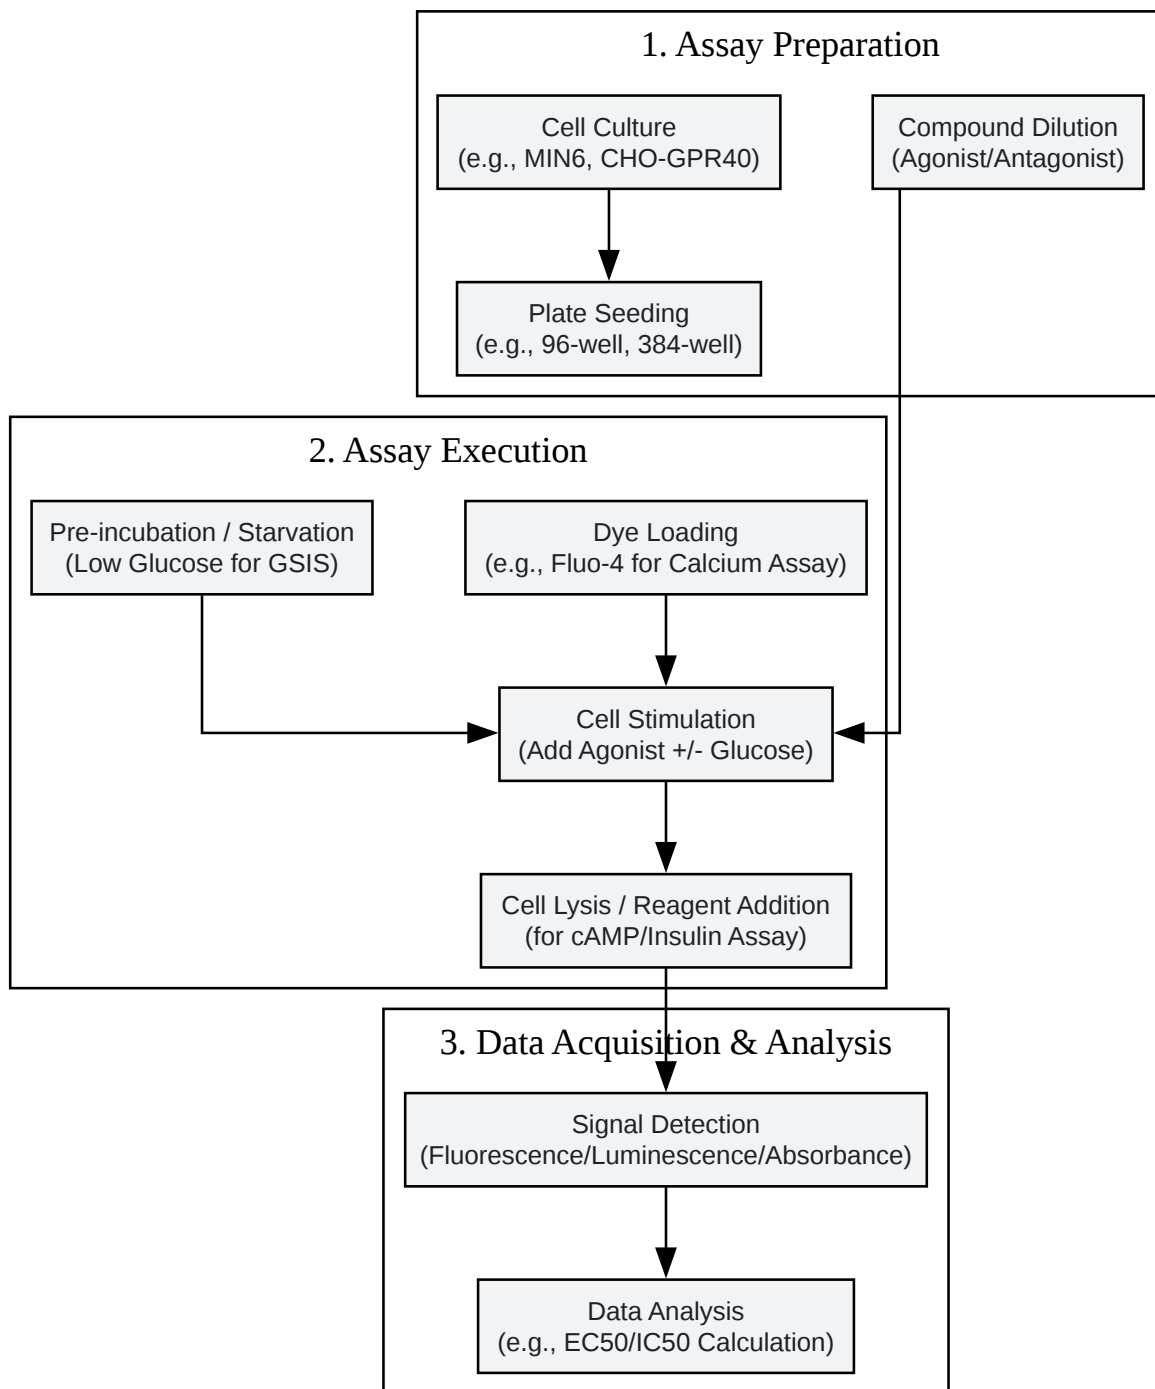 1. Assay Preparation
Cell Culture
(e.g., MIN6, CHO-GPR40)
Compound Dilution
(Agonist/Antagonist)
Plate Seeding
(e.g., 96-well, 384-well)
2. Assay Execution
Pre-incubation / Starvation
(Low Glucose for GSIS)
Dye Loading
(e.g., Fluo-4 for Calcium Assay)
Cell Stimulation
(Add Agonist +/- Glucose)
Cell Lysis / Reagent Addition
(for cAMP/Insulin Assay)
3. Data Acquisition & Analysis
Signal Detection
(Fluorescence/Luminescence/Absorbance)
Data Analysis
(e.g., EC50/IC50 Calculation)